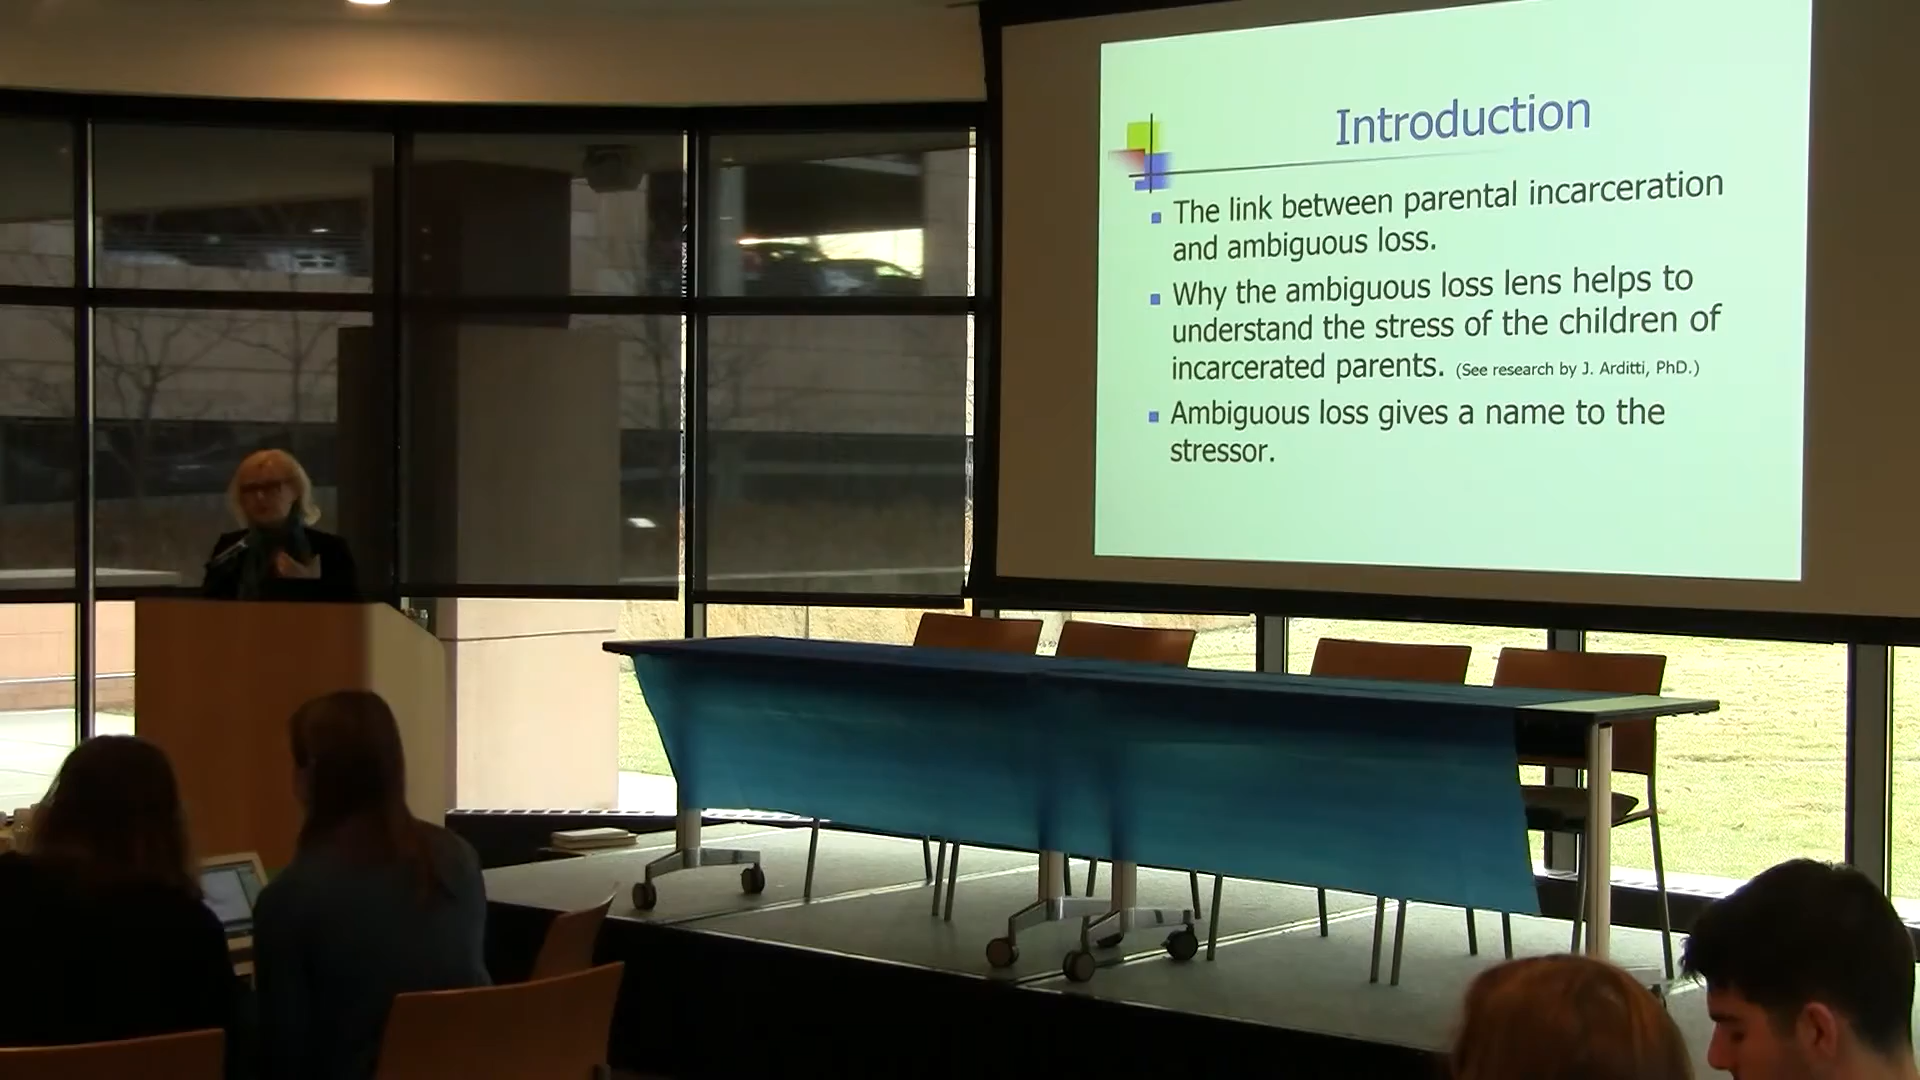 Introduction
The link between parental incarceration
and ambiguous loss.
Why the ambiguous loss lens helps to
understand the stress of the children of
incarcerated parents. (See research by J. Arditti, PhD.)
Ambiguous loss gives a name to the
stressor.